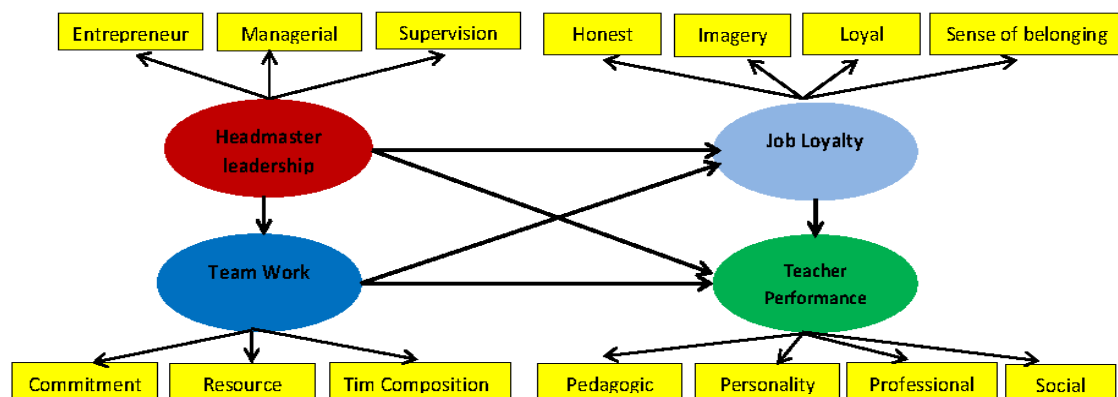 Entrepreneur
Managerial
Supervision
Honest
Imagery
Loyal
Sense of belonging
Headmaster
leadership
Job Loyalty
Team Work
Teacher
Performance
Commitment
Resource
Tim Composition
Pedagogic
Personality
Professional
Social